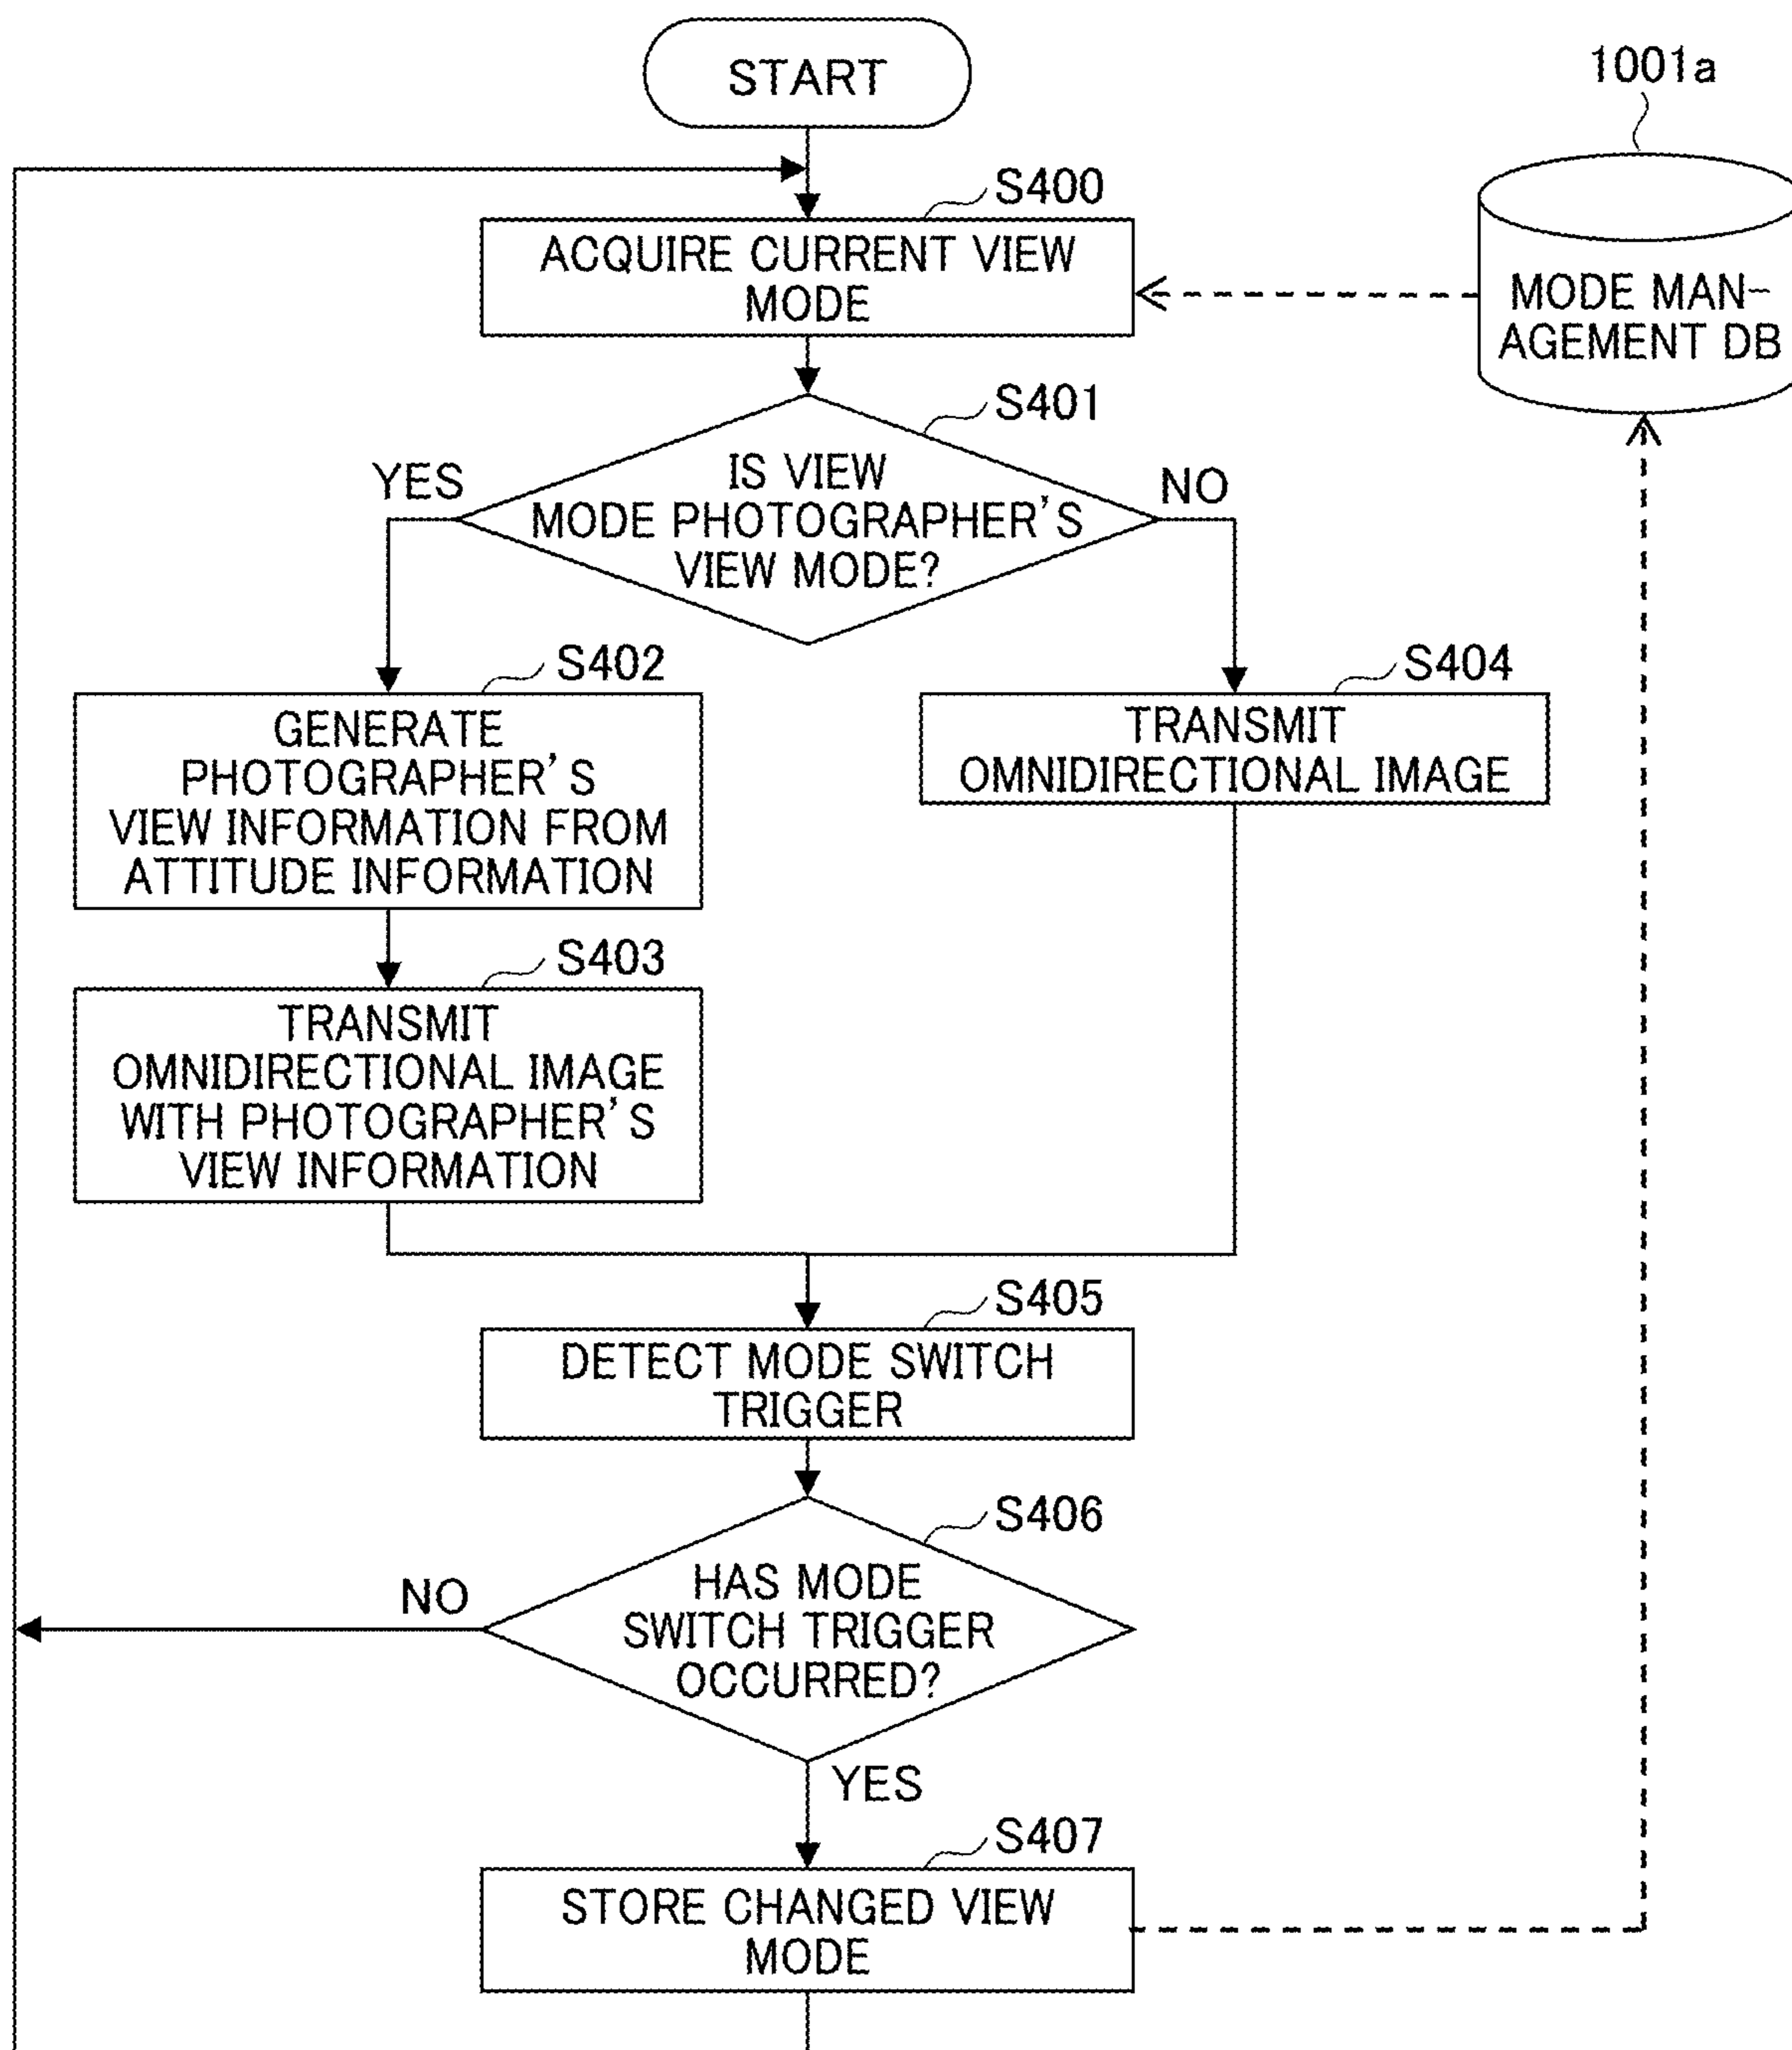 START
1001a
S400
ACQUIRE CURRENT VIEW
MODE
MODE MAN-
AGEMENT DB
S401
YES
IS VIEW
MODE PHOTOGRAPHER'S
VIEW MODE?
NO
S402
GENERATE
PHOTOGRAPHER'S
VIEW INFORMATION FROM
ATTITUDE INFORMATION
S404
TRANSMIT
OMNIDIRECTIONAL IMAGE
S403
TRANSMIT
OMNIDIRECTIONAL IMAGE
WITH PHOTOGRAPHER'S
VIEW INFORMATION
S405
DETECT MODE SWITCH
TRIGGER
S406
NO
HAS MODE
SWITCH TRIGGER
OCCURRED?
YES
S407
STORE CHANGED VIEW
MODE